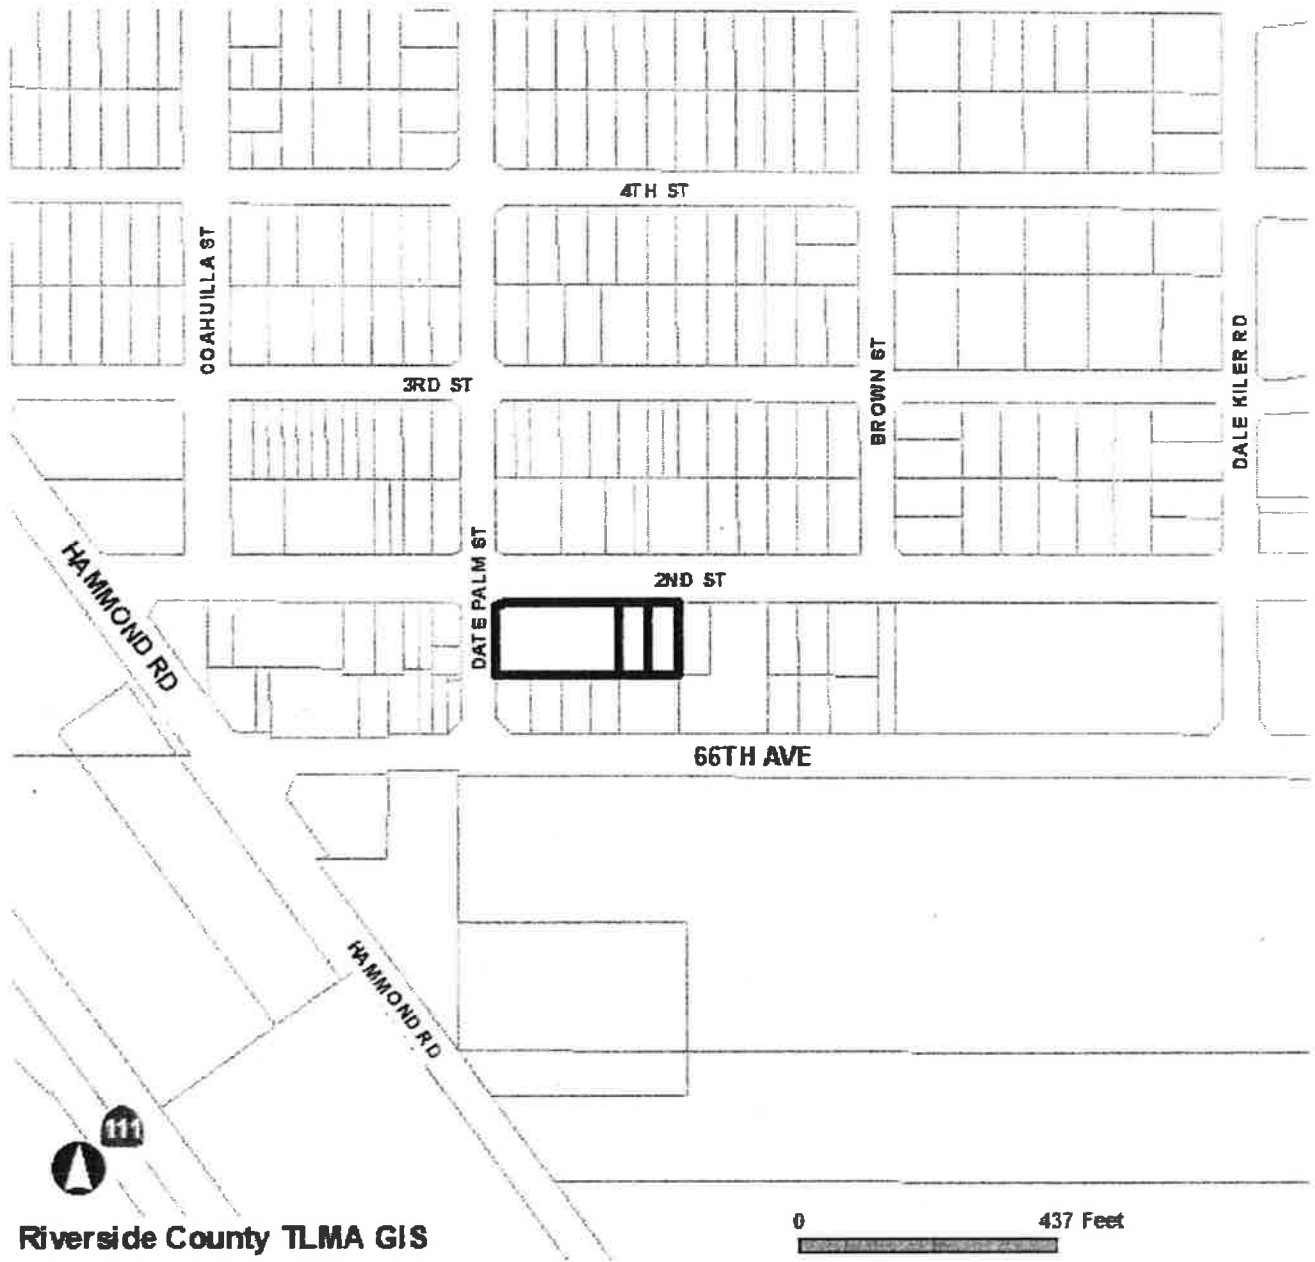 4TH ST
COAHUILLA ST
3RD ST
BROWN ST
DALE KILER RD
DATE PALM ST
2ND ST
HAMMOND RD
66TH AVE
HAMMOND RD
111
0
437 Feet
Riverside County TLMA GIS